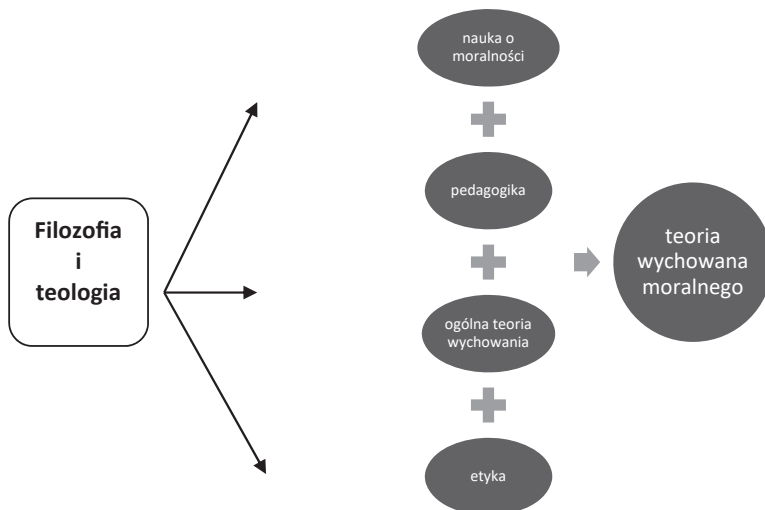 nauka o
moralności
Filozofia
i
teologia
pedagogika
teoria
wychowana
moralnego
ogólna teoria
wychowania
etyka